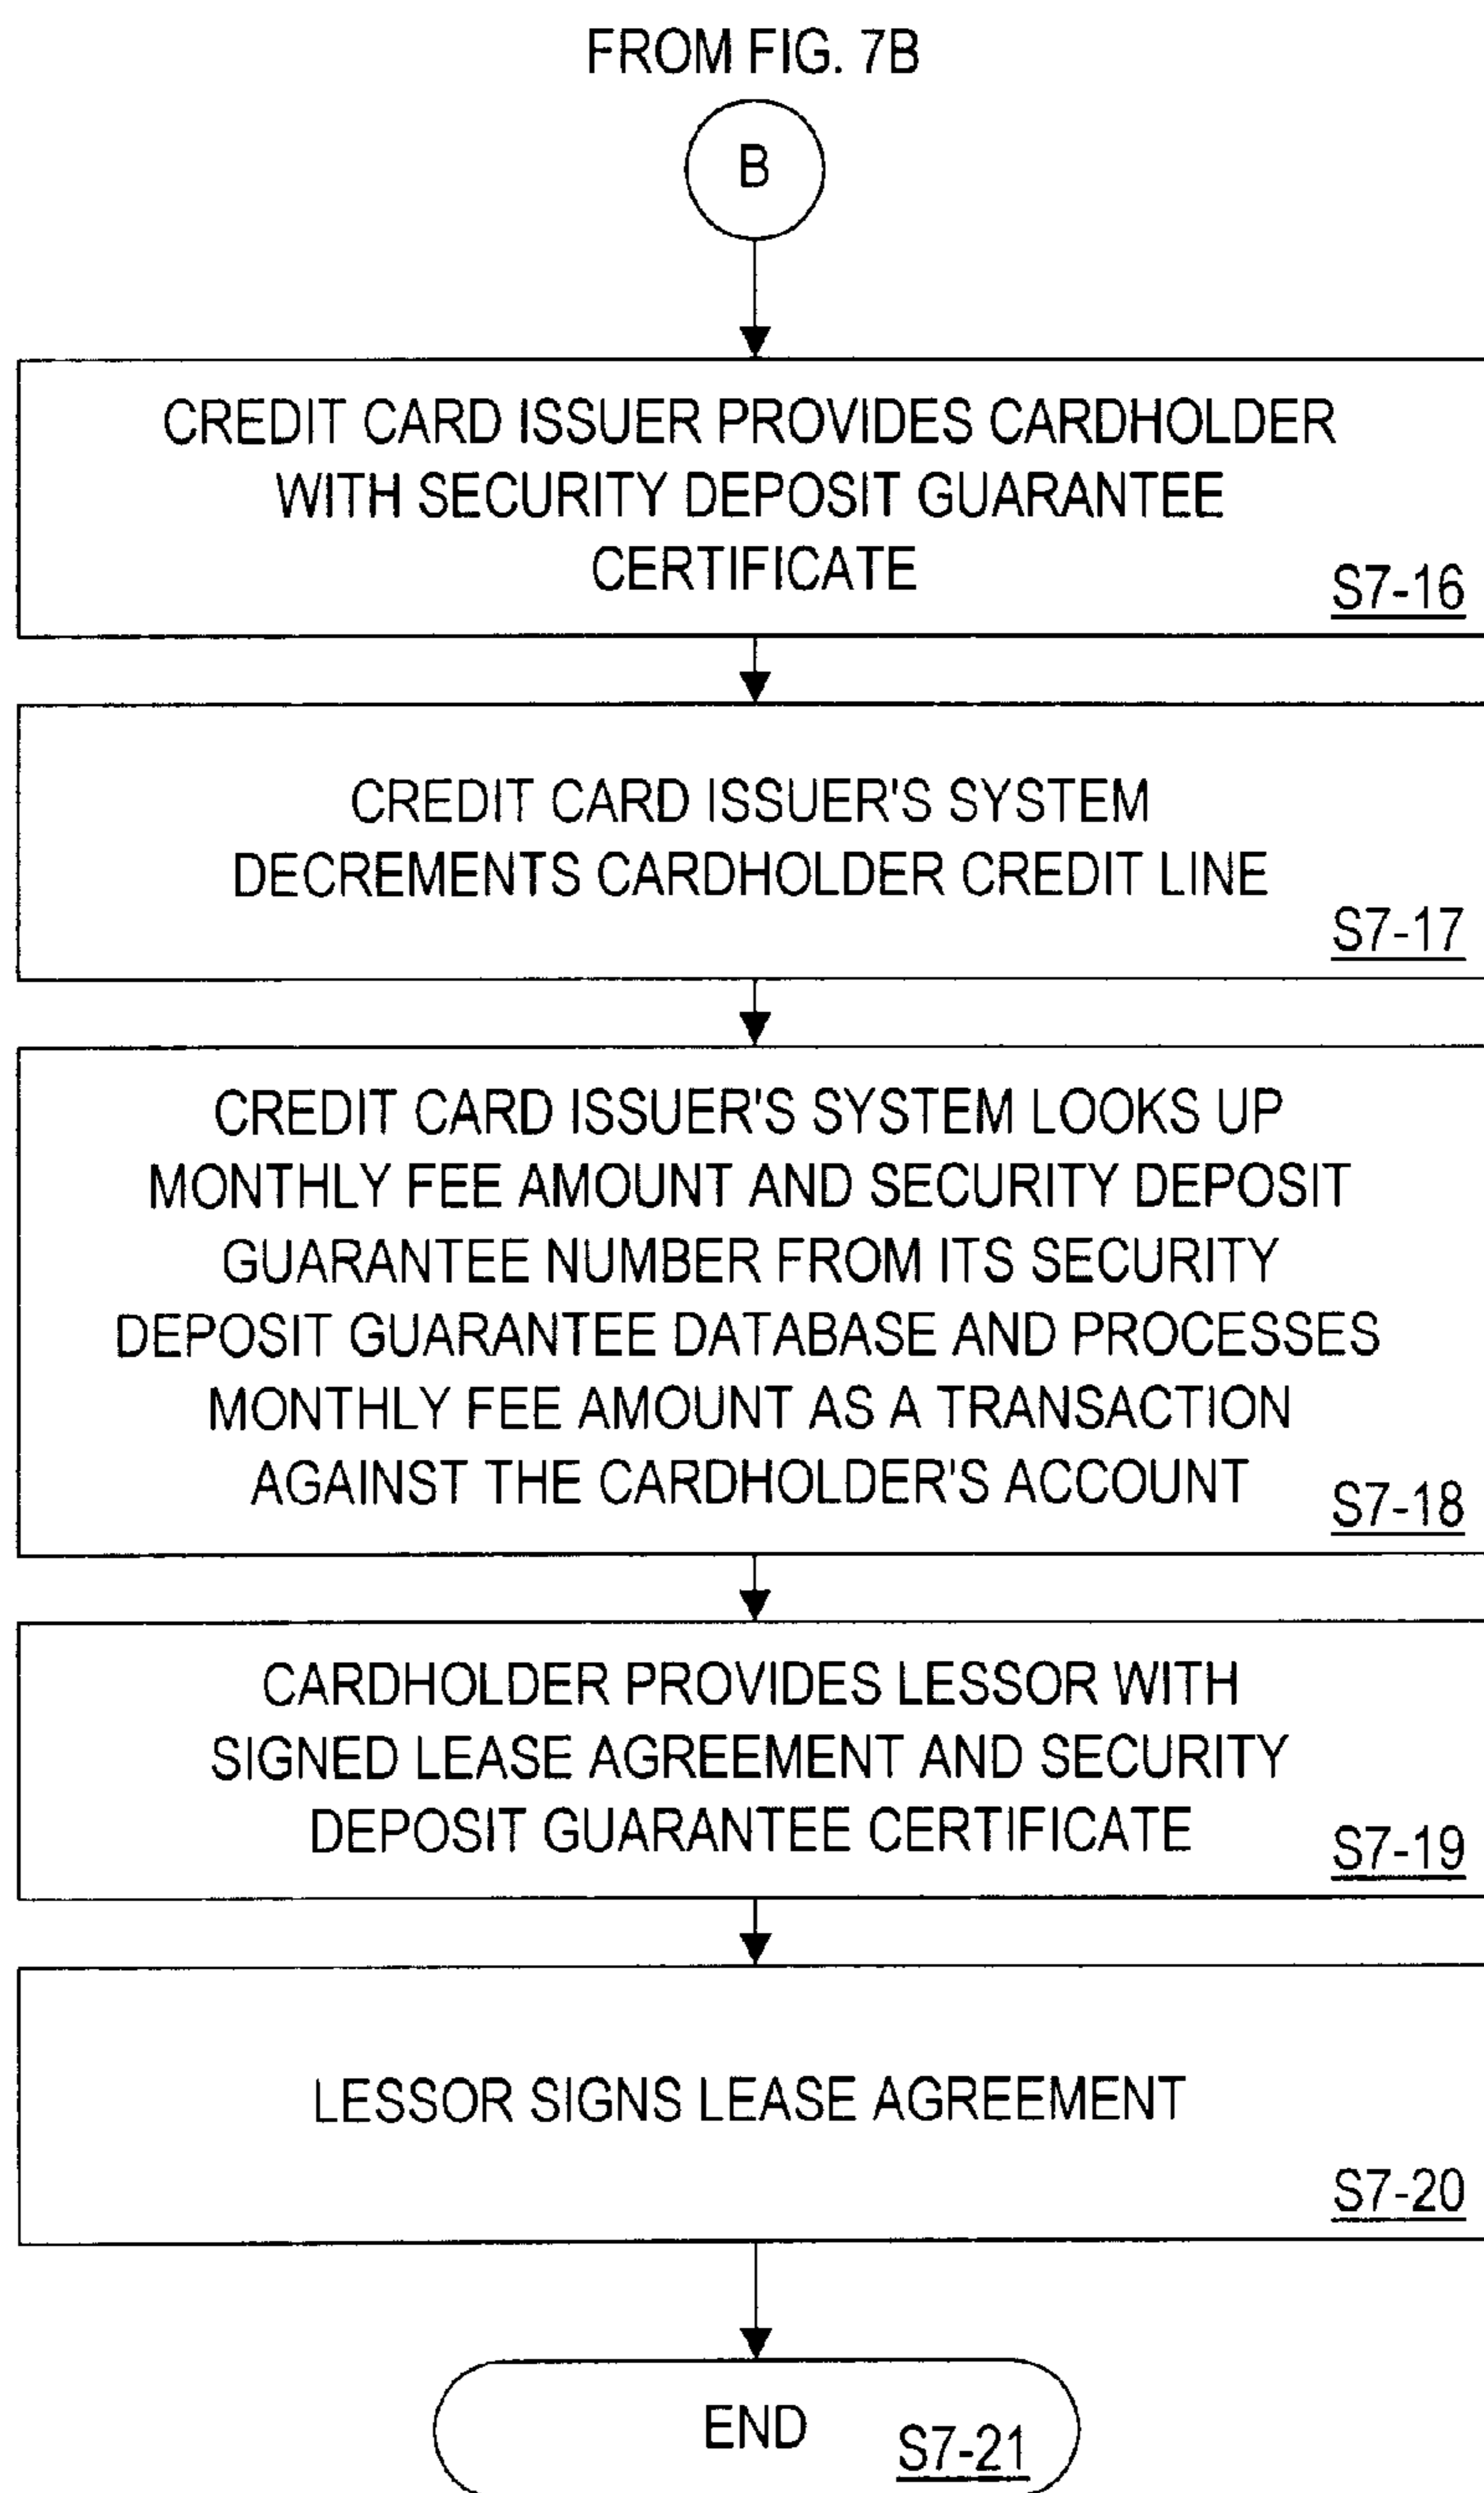 FROM FIG. 7B
B
CREDIT CARD ISSUER PROVIDES CARDHOLDER
WITH SECURITY DEPOSIT GUARANTEE
CERTIFICATE
S7-16
CREDIT CARD ISSUER'S SYSTEM
DECREMENTS CARDHOLDER CREDIT LINE
S7-17
CREDIT CARD ISSUER'S SYSTEM LOOKS UP
MONTHLY FEE AMOUNT AND SECURITY DEPOSIT
GUARANTEE NUMBER FROM ITS SECURITY
DEPOSIT GUARANTEE DATABASE AND PROCESSES
MONTHLY FEE AMOUNT AS A TRANSACTION
AGAINST THE CARDHOLDER'S ACCOUNT
S7-18
CARDHOLDER PROVIDES LESSOR WITH
SIGNED LEASE AGREEMENT AND SECURITY
DEPOSIT GUARANTEE CERTIFICATE
S7-19
LESSOR SIGNS LEASE AGREEMENT
S7-20
END
S7-21